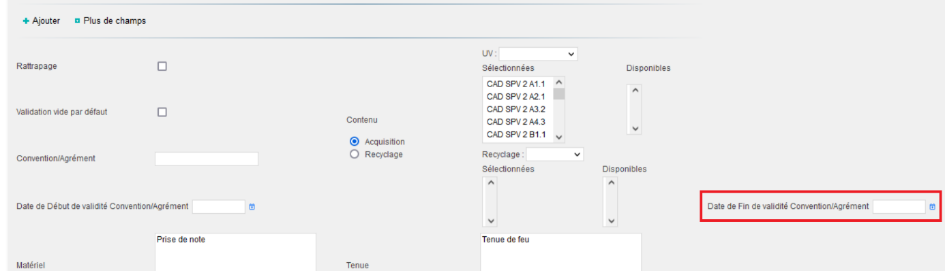 Ajouter Plus de champs
UV :
Rattrapage
Sélectionnées Disponibles
CAD SPV 2 A1.1
CAD SPV 2 A2.1
CAD SPV 2 A3.2
CAD SPV 2 A4.3
CAD SPV 2 B1.1
Validation vide par défaut
Contenu
Acquisition
Recyclage
Convention/Agrément
Recyclage :
Sélectionnées Disponibles
Date de Début de validité Convention/Agrément
Date de Fin de validité Convention/Agrément
Matériel
Prise de note
Tenue
Tenue de feu